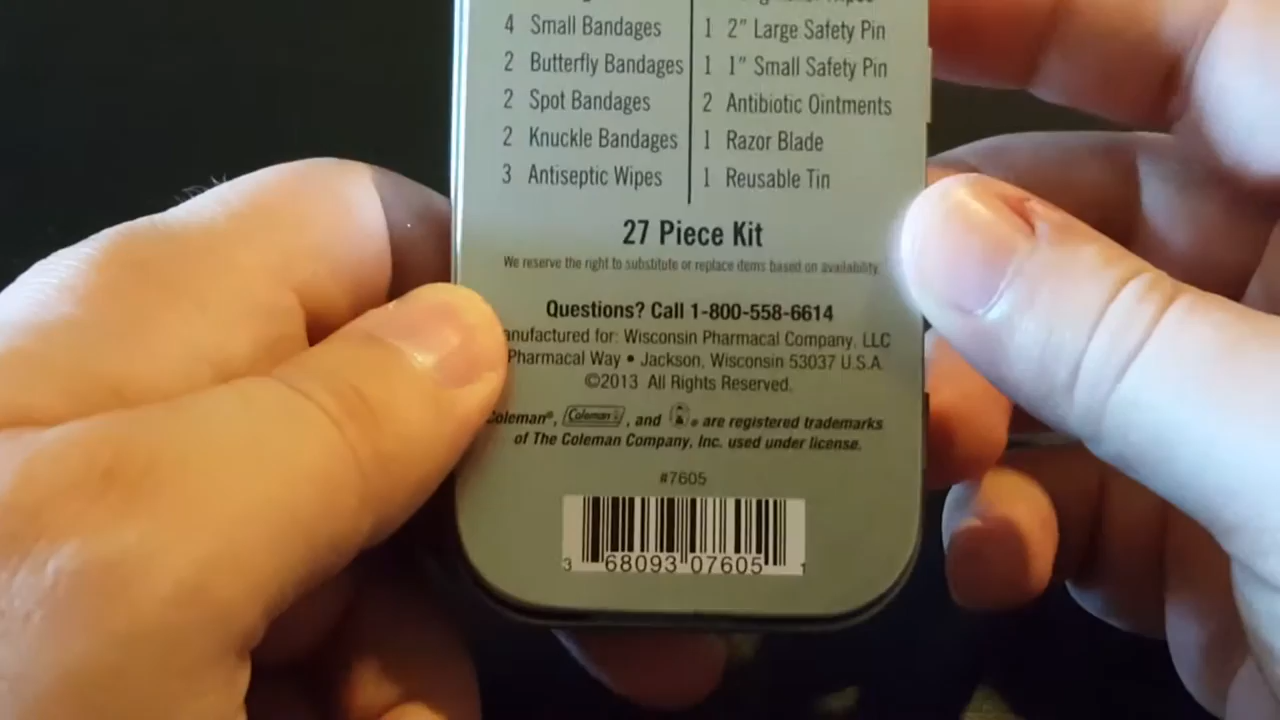 4 Small Bandages
2 Butterfly Bandages
2 Spot Bandages
2 Knuckle Bandages
3 Antiseptic Wipes
1 2" Large Safety Pin
1 1" Small Safety Pin
2 Antibiotic Ointments
1 Razor Blade
1 Reusable Tin
27 Piece Kit
We reserve the right to substitute or replace items based on availability.
Questions? Call 1-800-558-6614
anufactured for: Wisconsin Pharmacal Company, LLC
Pharmacal Way • Jackson, Wisconsin 53037 U.S.A.
©2013 All Rights Reserved.
oleman®, Coleman, and ® are registered trademarks
of The Coleman Company, Inc. used under license.
#7605
3 68093 07605 1